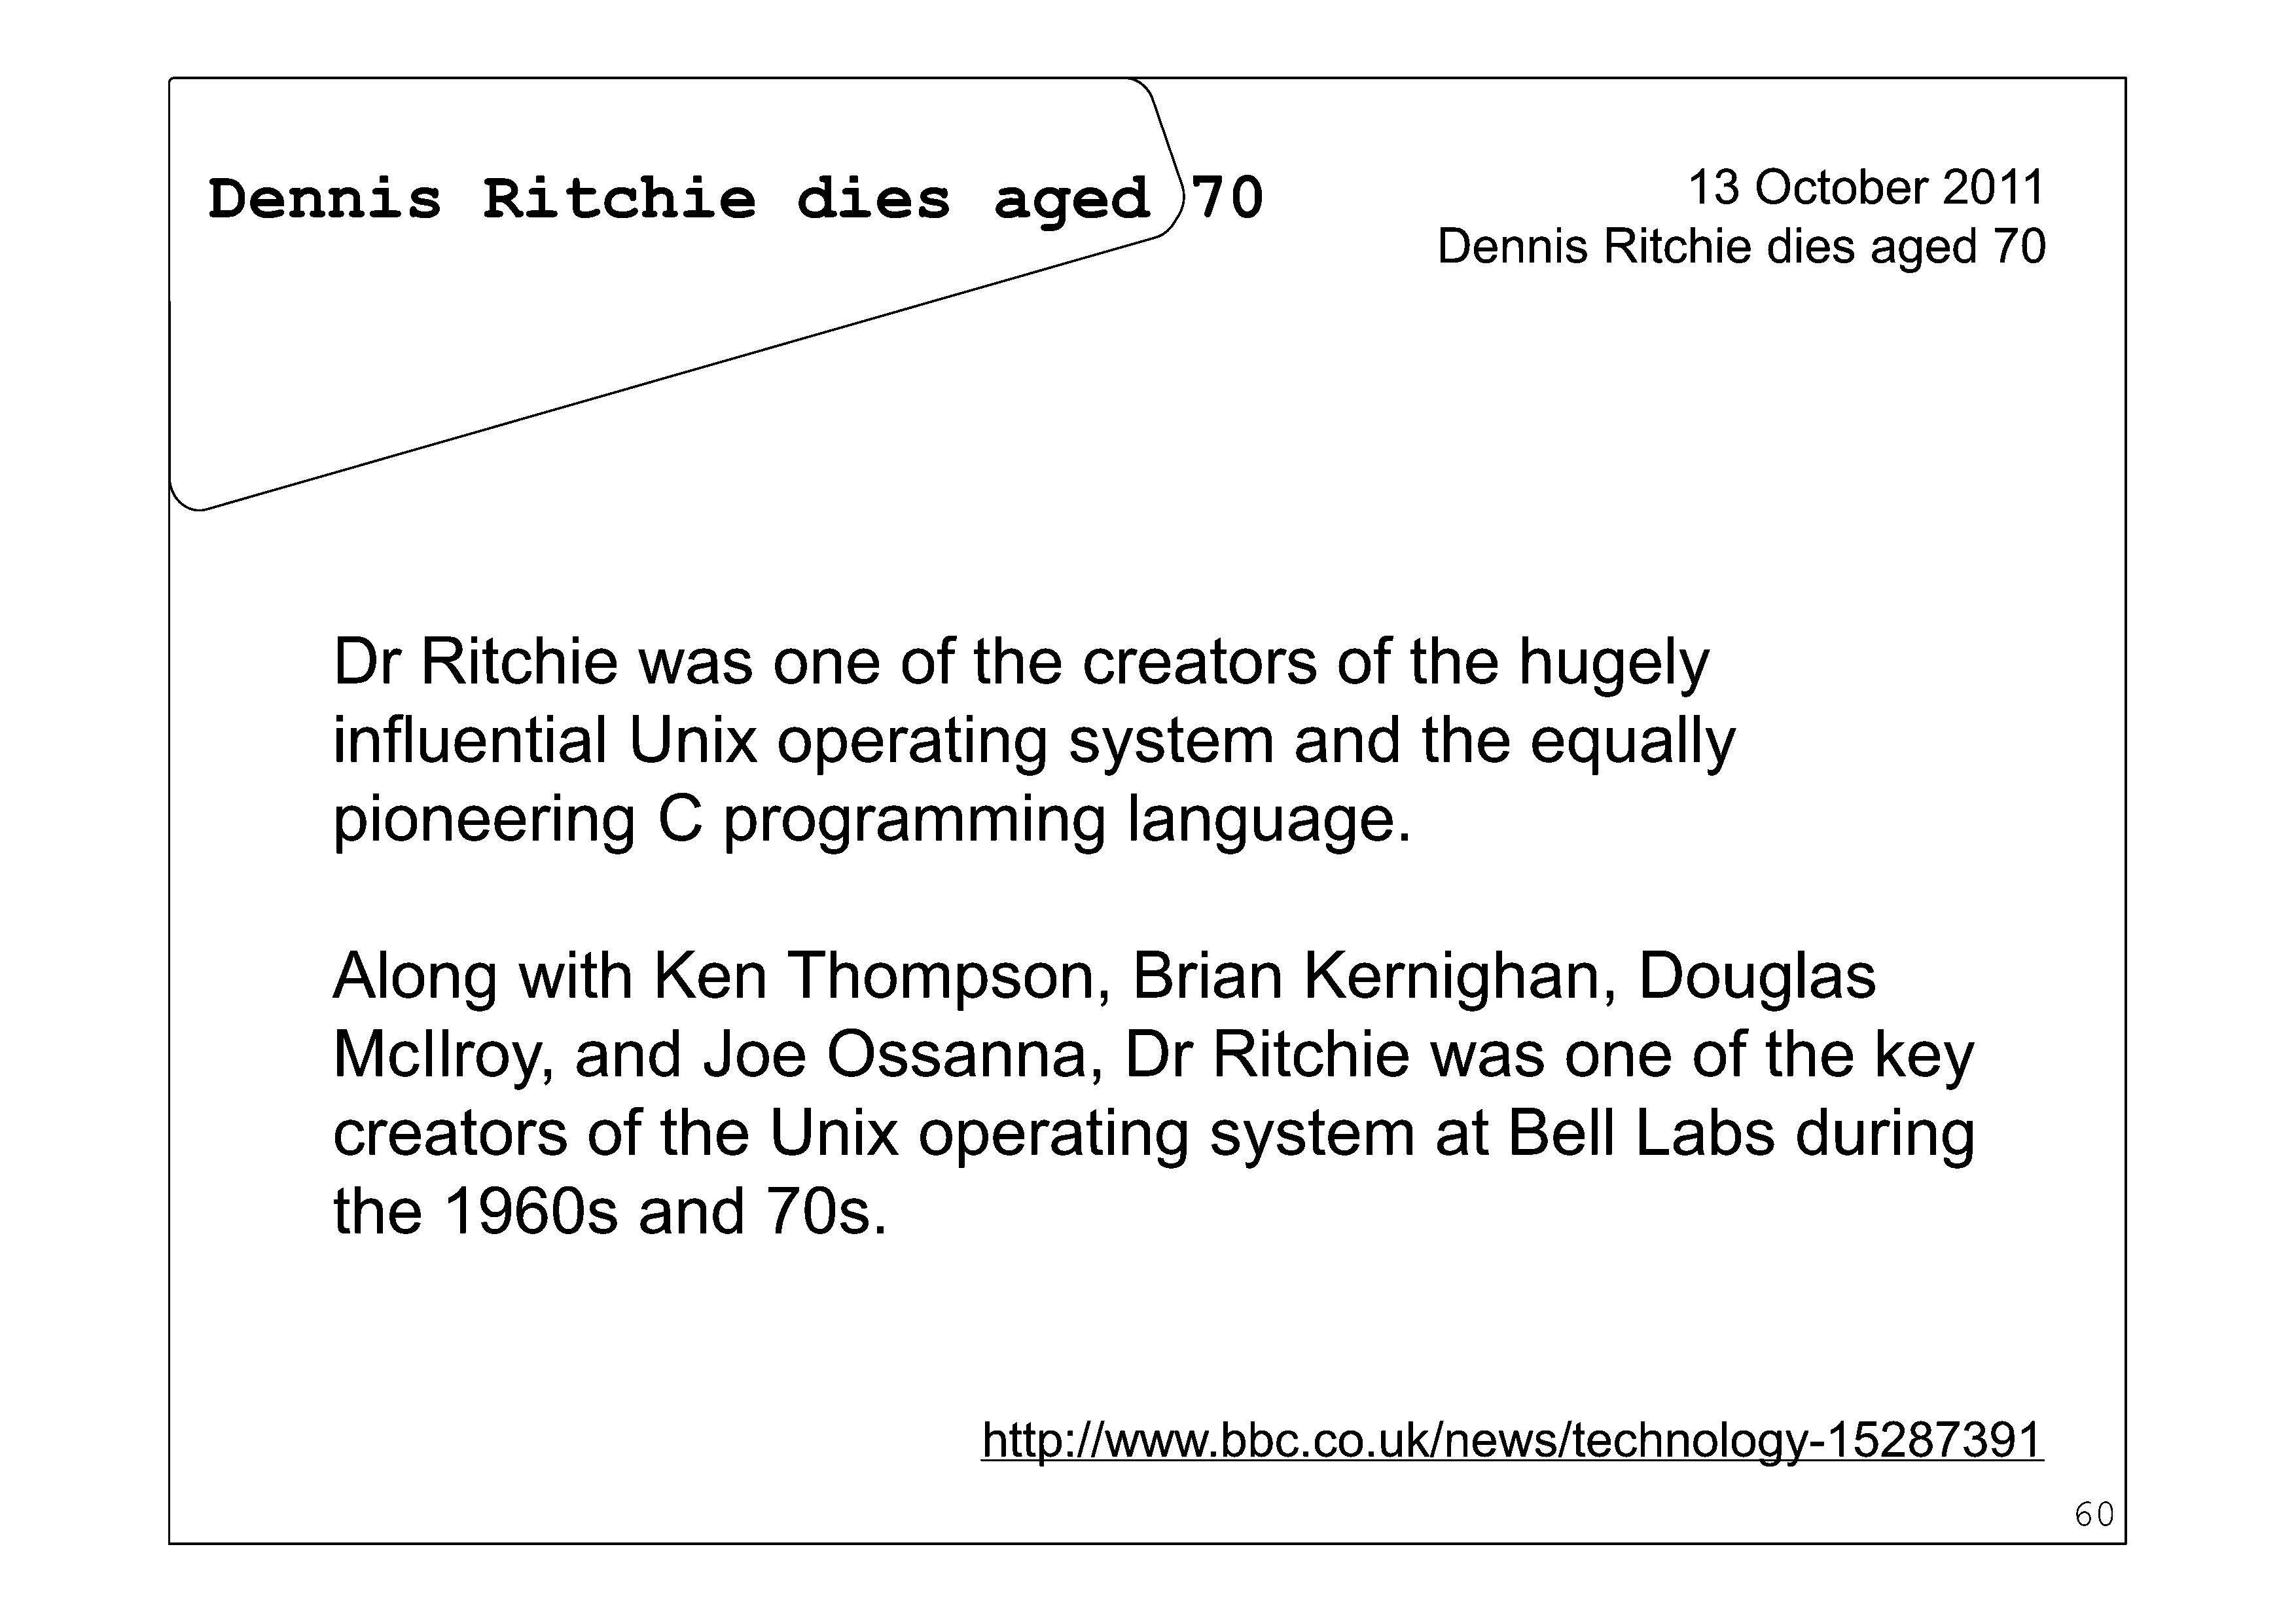 Dennis Ritchie dies aged 70
13 October 2011
Dennis Ritchie dies aged 70
Dr Ritchie was one of the creators of the hugely
influential Unix operating system and the equally
pioneering C programming language.
Along with Ken Thompson, Brian Kernighan, Douglas
McIlroy, and Joe Ossanna, Dr Ritchie was one of the key
creators of the Unix operating system at Bell Labs during
the 1960s and 70s.
http://www.bbc.co.uk/news/technology-15287391
60